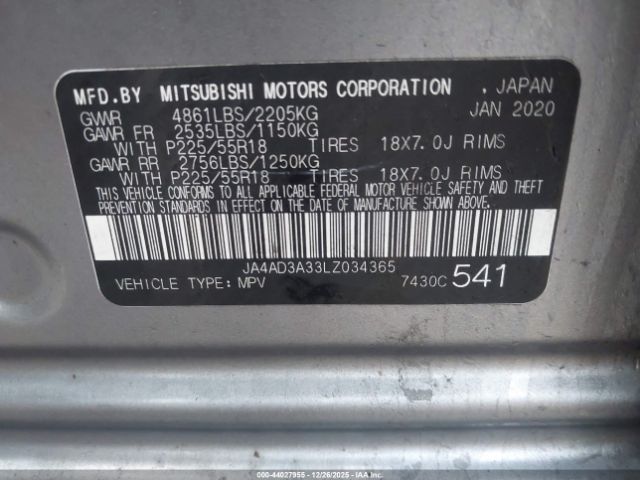 MFD.BY MITSUBISHI MOTORS CORPORATION , JAPAN
GVWR 4861LBS/2205KG JAN 2020
GAWR FR 2535LBS/1150KG
WITH P225/55R18 TIRES 18X7.0J RIMS
GAWR RR 2756LBS/1250KG
WITH P225/55R18 TIRES 18X7.0J RIMS
THIS VEHICLE CONFORMS TO ALL APPLICABLE FEDERAL MOTOR VEHICLE SAFETY AND THEFT
PREVENTION STANDARDS IN EFFECT ON THE DATE OF MANUFACTURE SHOWN ABOVE.
JA4AD3A33LZ034365
VEHICLE TYPE: MPV 7430C 541
000-44027955 - 12/26/2025 - IAAI.COM